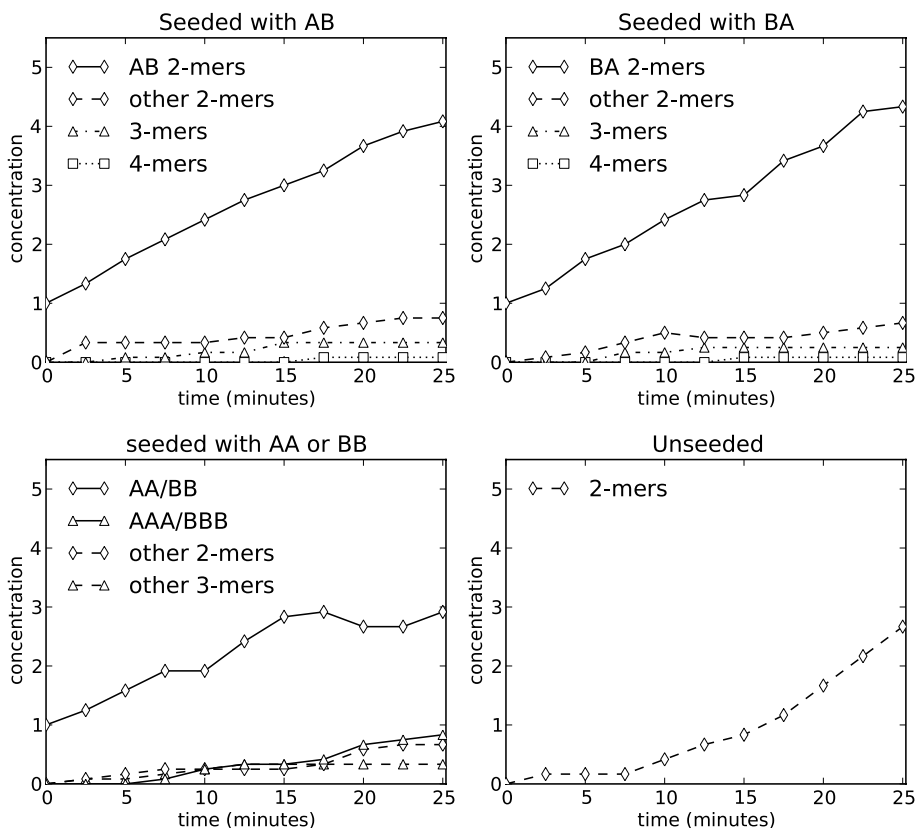 Seeded with AB
5
4
3
2
1
0
concentration
AB 2-mers
other 2-mers
3-mers
4-mers
0 5 10 15 20 25
time (minutes)
Seeded with BA
5
4
3
2
1
0
concentration
BA 2-mers
other 2-mers
3-mers
4-mers
0 5 10 15 20 25
time (minutes)
seeded with AA or BB
5
4
3
2
1
0
concentration
AA/BB
AAA/BBB
other 2-mers
other 3-mers
0 5 10 15 20 25
time (minutes)
Unseeded
5
4
3
2
1
0
concentration
2-mers
0 5 10 15 20 25
time (minutes)